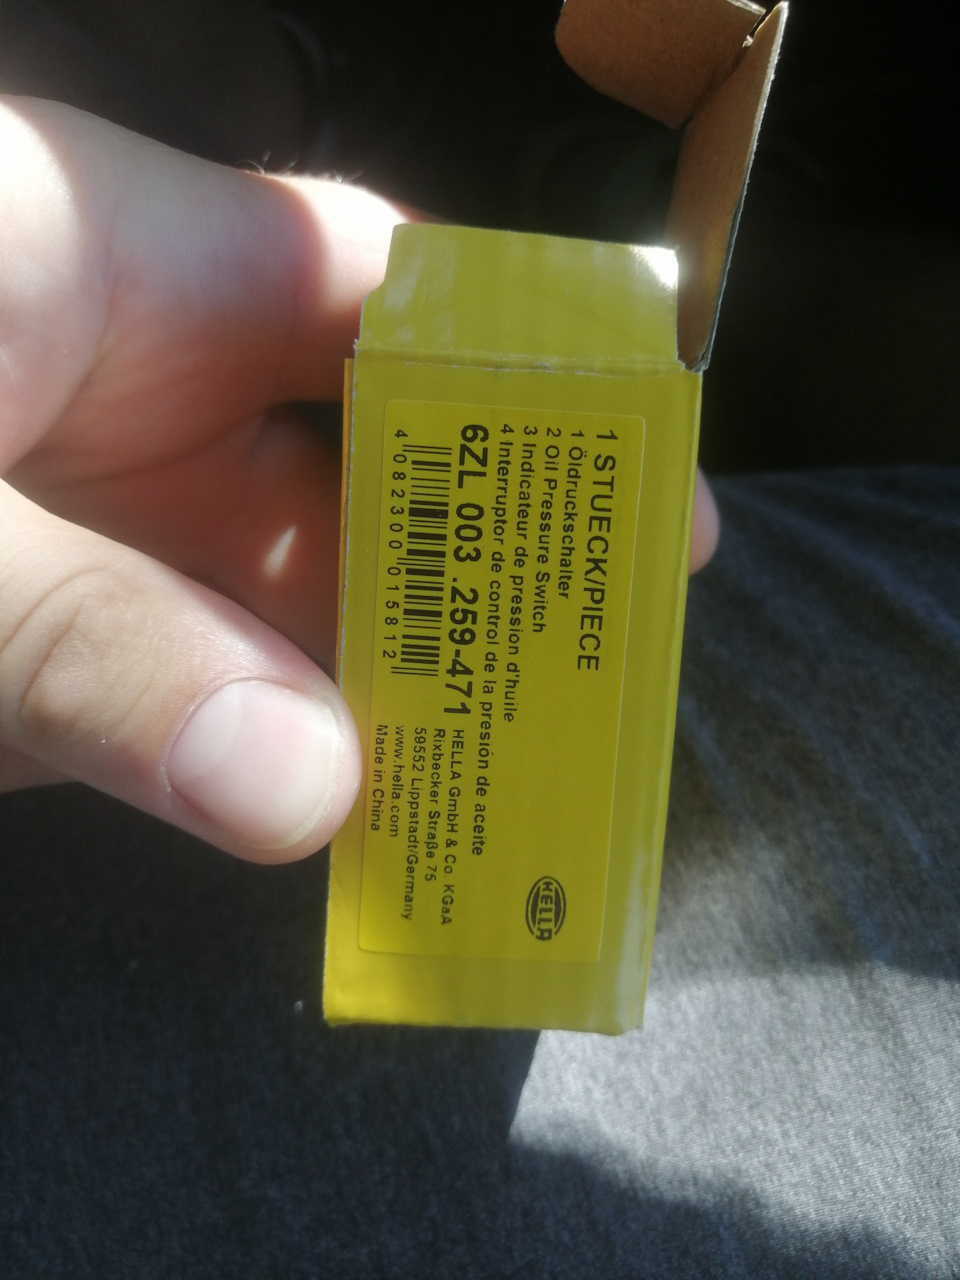 1 STUECK/PIECE
1 Öldruckschalter
2 Oil Pressure Switch
3 Indicateur de pression d'huile
4 Interruptor de control de la presión de aceite
6ZL 003 .259-471
4 082300 015812
HELLA GmbH & Co. KGaA
Rixbecker Straße 75
59552 Lippstadt/Germany
www.hella.com
Made in China
HELLA